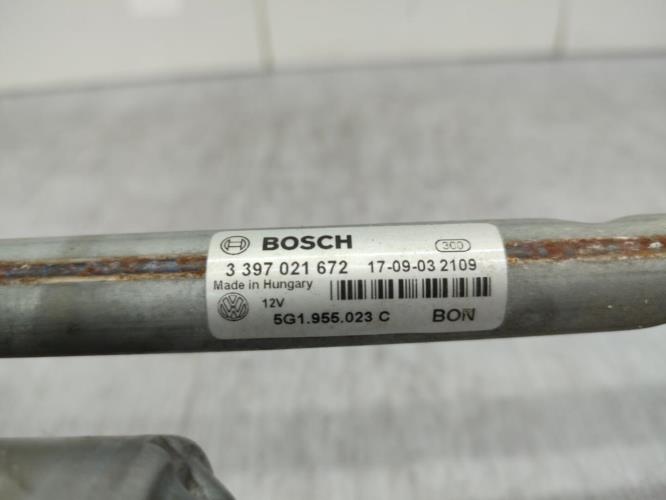 BOSCH 300
3 397 021 672 17-09-03 2109
Made in Hungary
12V
5G1.955.023 C BON